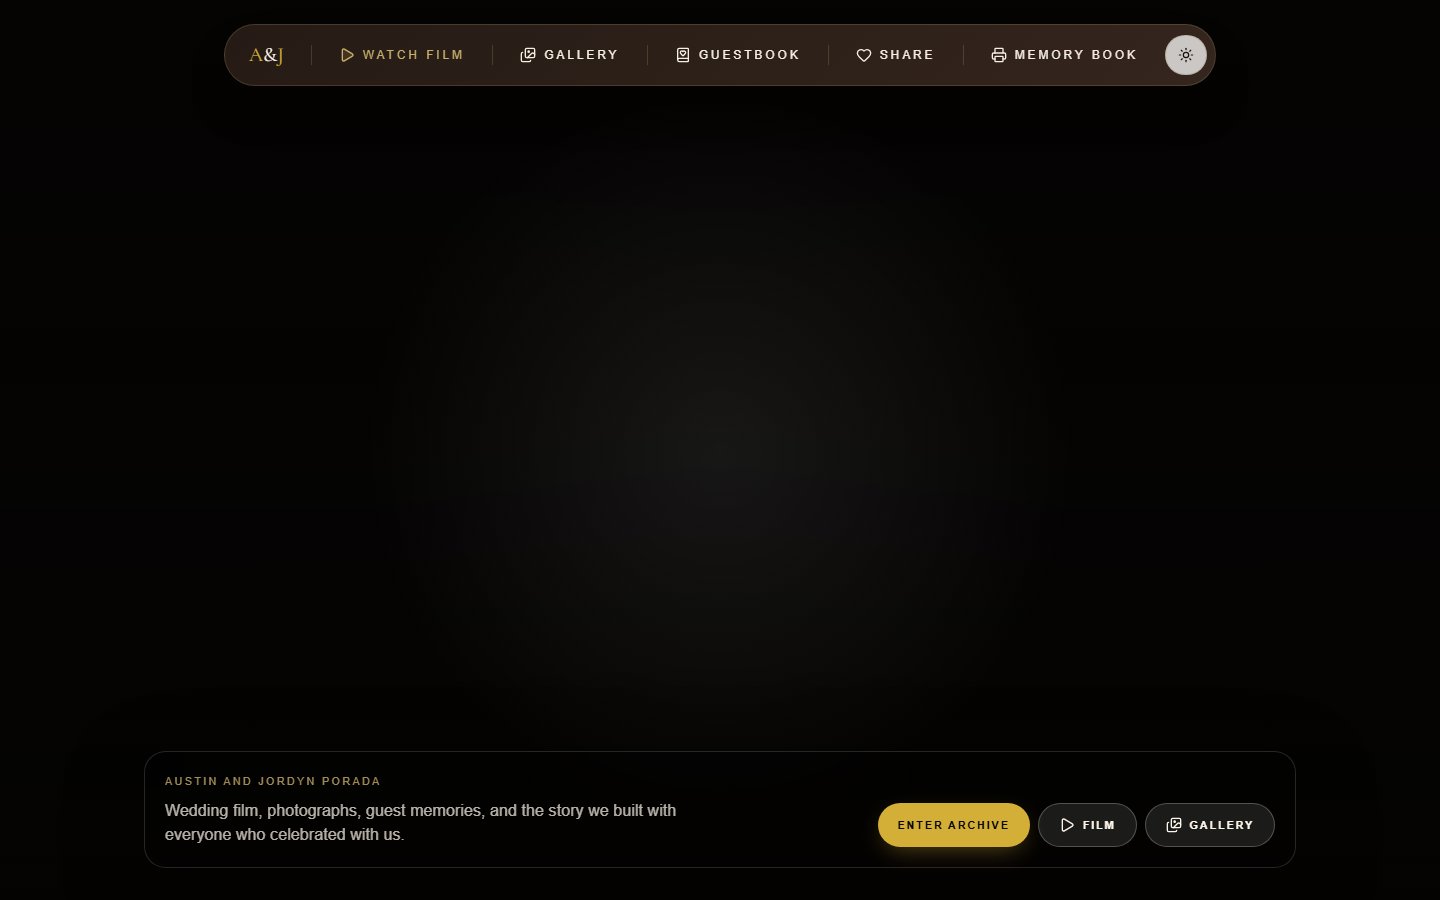 A&J
WATCH FILM
GALLERY
GUESTBOOK
SHARE
MEMORY BOOK
AUSTIN AND JORDYN PORADA
Wedding film, photographs, guest memories, and the story we built with
everyone who celebrated with us.
ENTER ARCHIVE
FILM
GALLERY